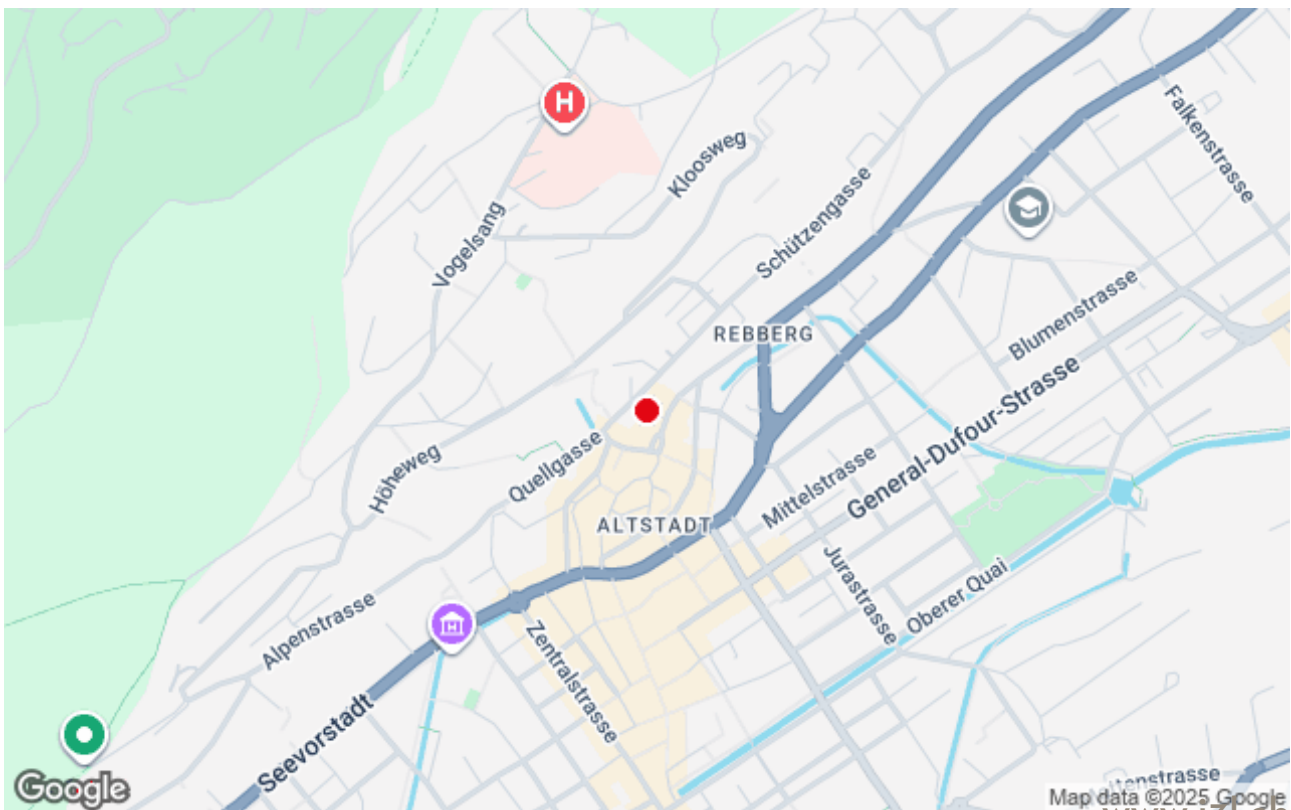 H
Falkenstrasse
Kloosweg
Schützengasse
Vogelsang
Blumenstrasse
REBBERG
General-Dufour-Strasse
Höheweg
Quellgasse
Mittelstrasse
ALTSTADT
Jurastrasse
Oberer Quai
Alpenstrasse
Zentralstrasse
Seevorstadt
Google
Map data ©2025 Google